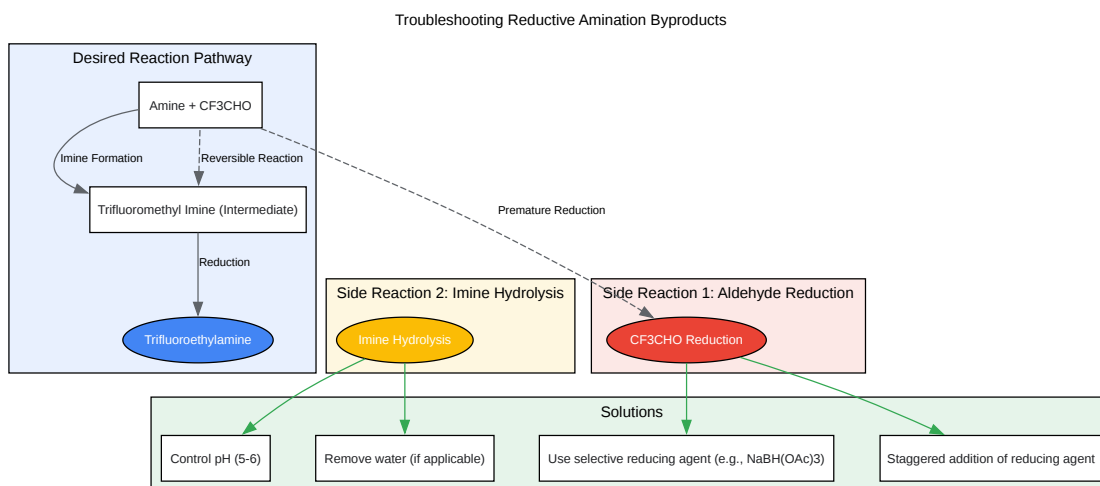 Troubleshooting Reductive Amination Byproducts
Desired Reaction Pathway
Amine + CF3CHO
Imine Formation
Reversible Reaction
Trifluoromethyl Imine (Intermediate)
Premature Reduction
Reduction
Side Reaction 2: Imine Hydrolysis
Side Reaction 1: Aldehyde Reduction
Trifluoroethylamine
Imine Hydrolysis
CF3CHO Reduction
Solutions
Control pH (5-6)
Remove water (if applicable)
Use selective reducing agent (e.g., NaBH(OAc)3)
Staggered addition of reducing agent